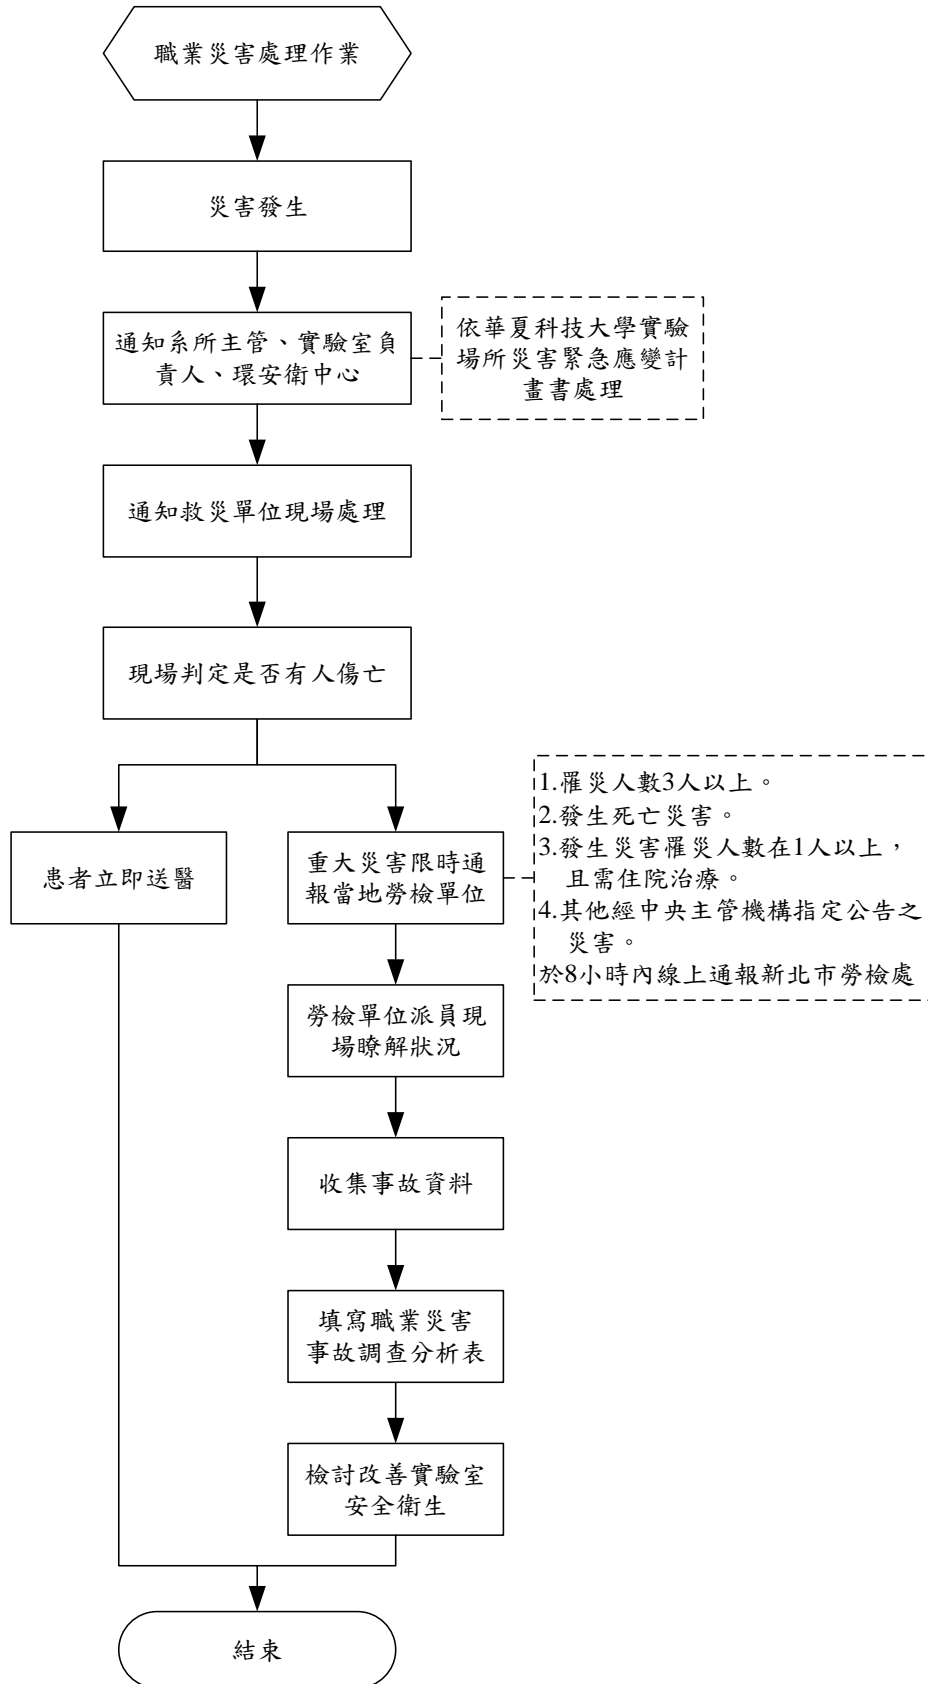 職業災害處理作業
災害發生
通知系所主管、實驗室負
責人、環安衛中心
依華夏科技大學實驗
場所災害緊急應變計
畫書處理
通知救災單位現場處理
現場判定是否有人傷亡
患者立即送醫
重大災害限時通
報當地勞檢單位
1.罹災人數3人以上。
2.發生死亡災害。
3.發生災害罹災人數在1人以上，
且需住院治療。
4.其他經中央主管機構指定公告之
災害。
於8小時內線上通報新北市勞檢處
勞檢單位派員現
場瞭解狀況
收集事故資料
填寫職業災害
事故調查分析表
檢討改善實驗室
安全衛生
結束